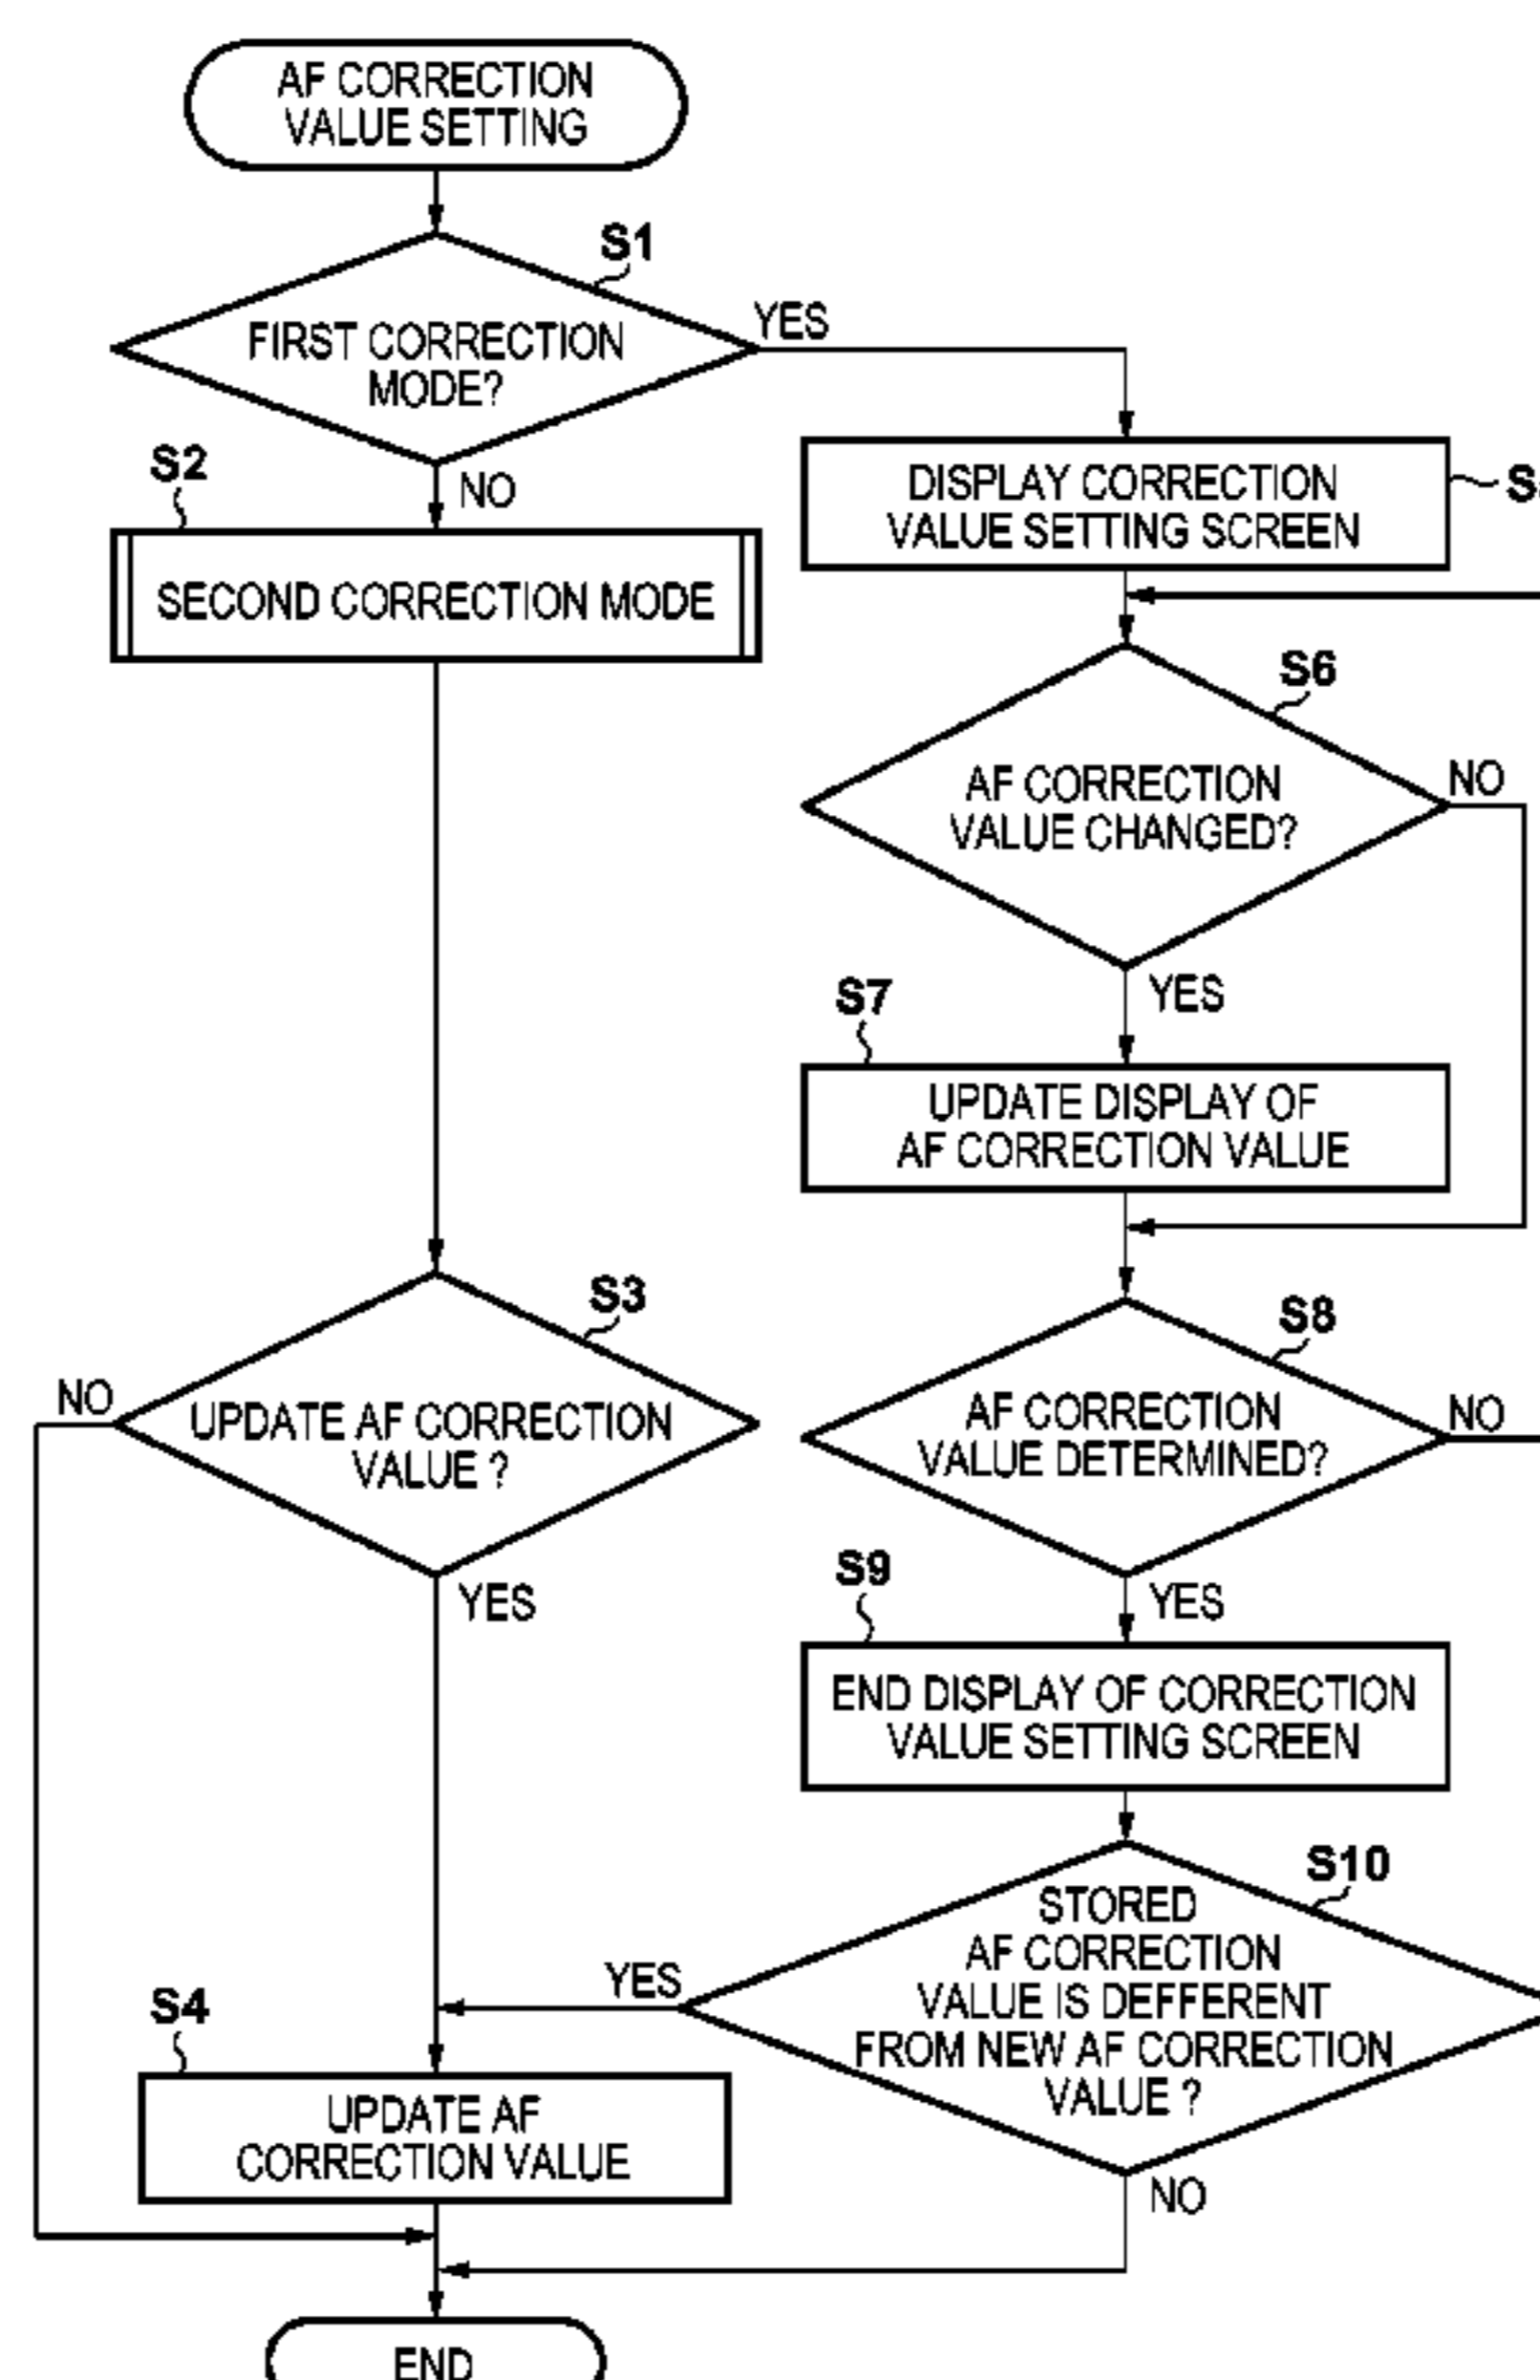 AF CORRECTION
VALUE SETTING
S1
FIRST CORRECTION
MODE?
YES
NO
S2
SECOND CORRECTION MODE
S3
UPDATE AF CORRECTION
VALUE ?
NO
YES
S4
UPDATE AF
CORRECTION VALUE
END
DISPLAY CORRECTION
VALUE SETTING SCREEN
S6
AF CORRECTION
VALUE CHANGED?
NO
YES
S7
UPDATE DISPLAY OF
AF CORRECTION VALUE
S8
AF CORRECTION
VALUE DETERMINED?
NO
YES
S9
END DISPLAY OF CORRECTION
VALUE SETTING SCREEN
S10
STORED
AF CORRECTION
VALUE IS DEFFERENT
FROM NEW AF CORRECTION
VALUE ?
YES
NO